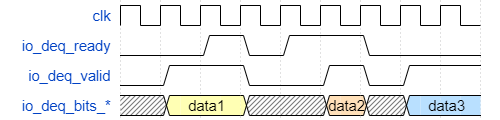 clk
io_deq_ready
io_deq_valid
io_deq_bits_* data1 data2 data3